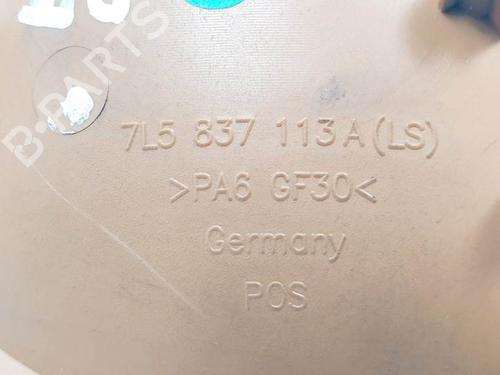 B-PARTS
7L5 837 113 A (LS)
>PA6 GF30<
Germany
POS